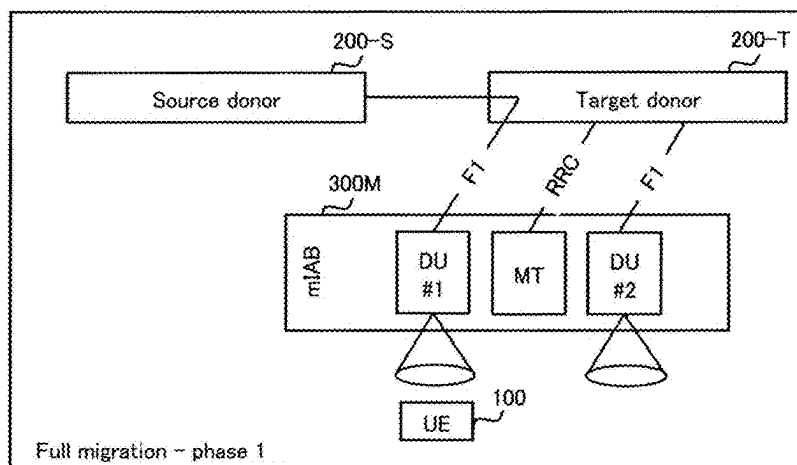 200-S
200-T
Source donor
Target donor
F1
RRC
F1
300M
mIAB
DU
#1
MT
DU
#2
100
UE
Full migration - phase 1